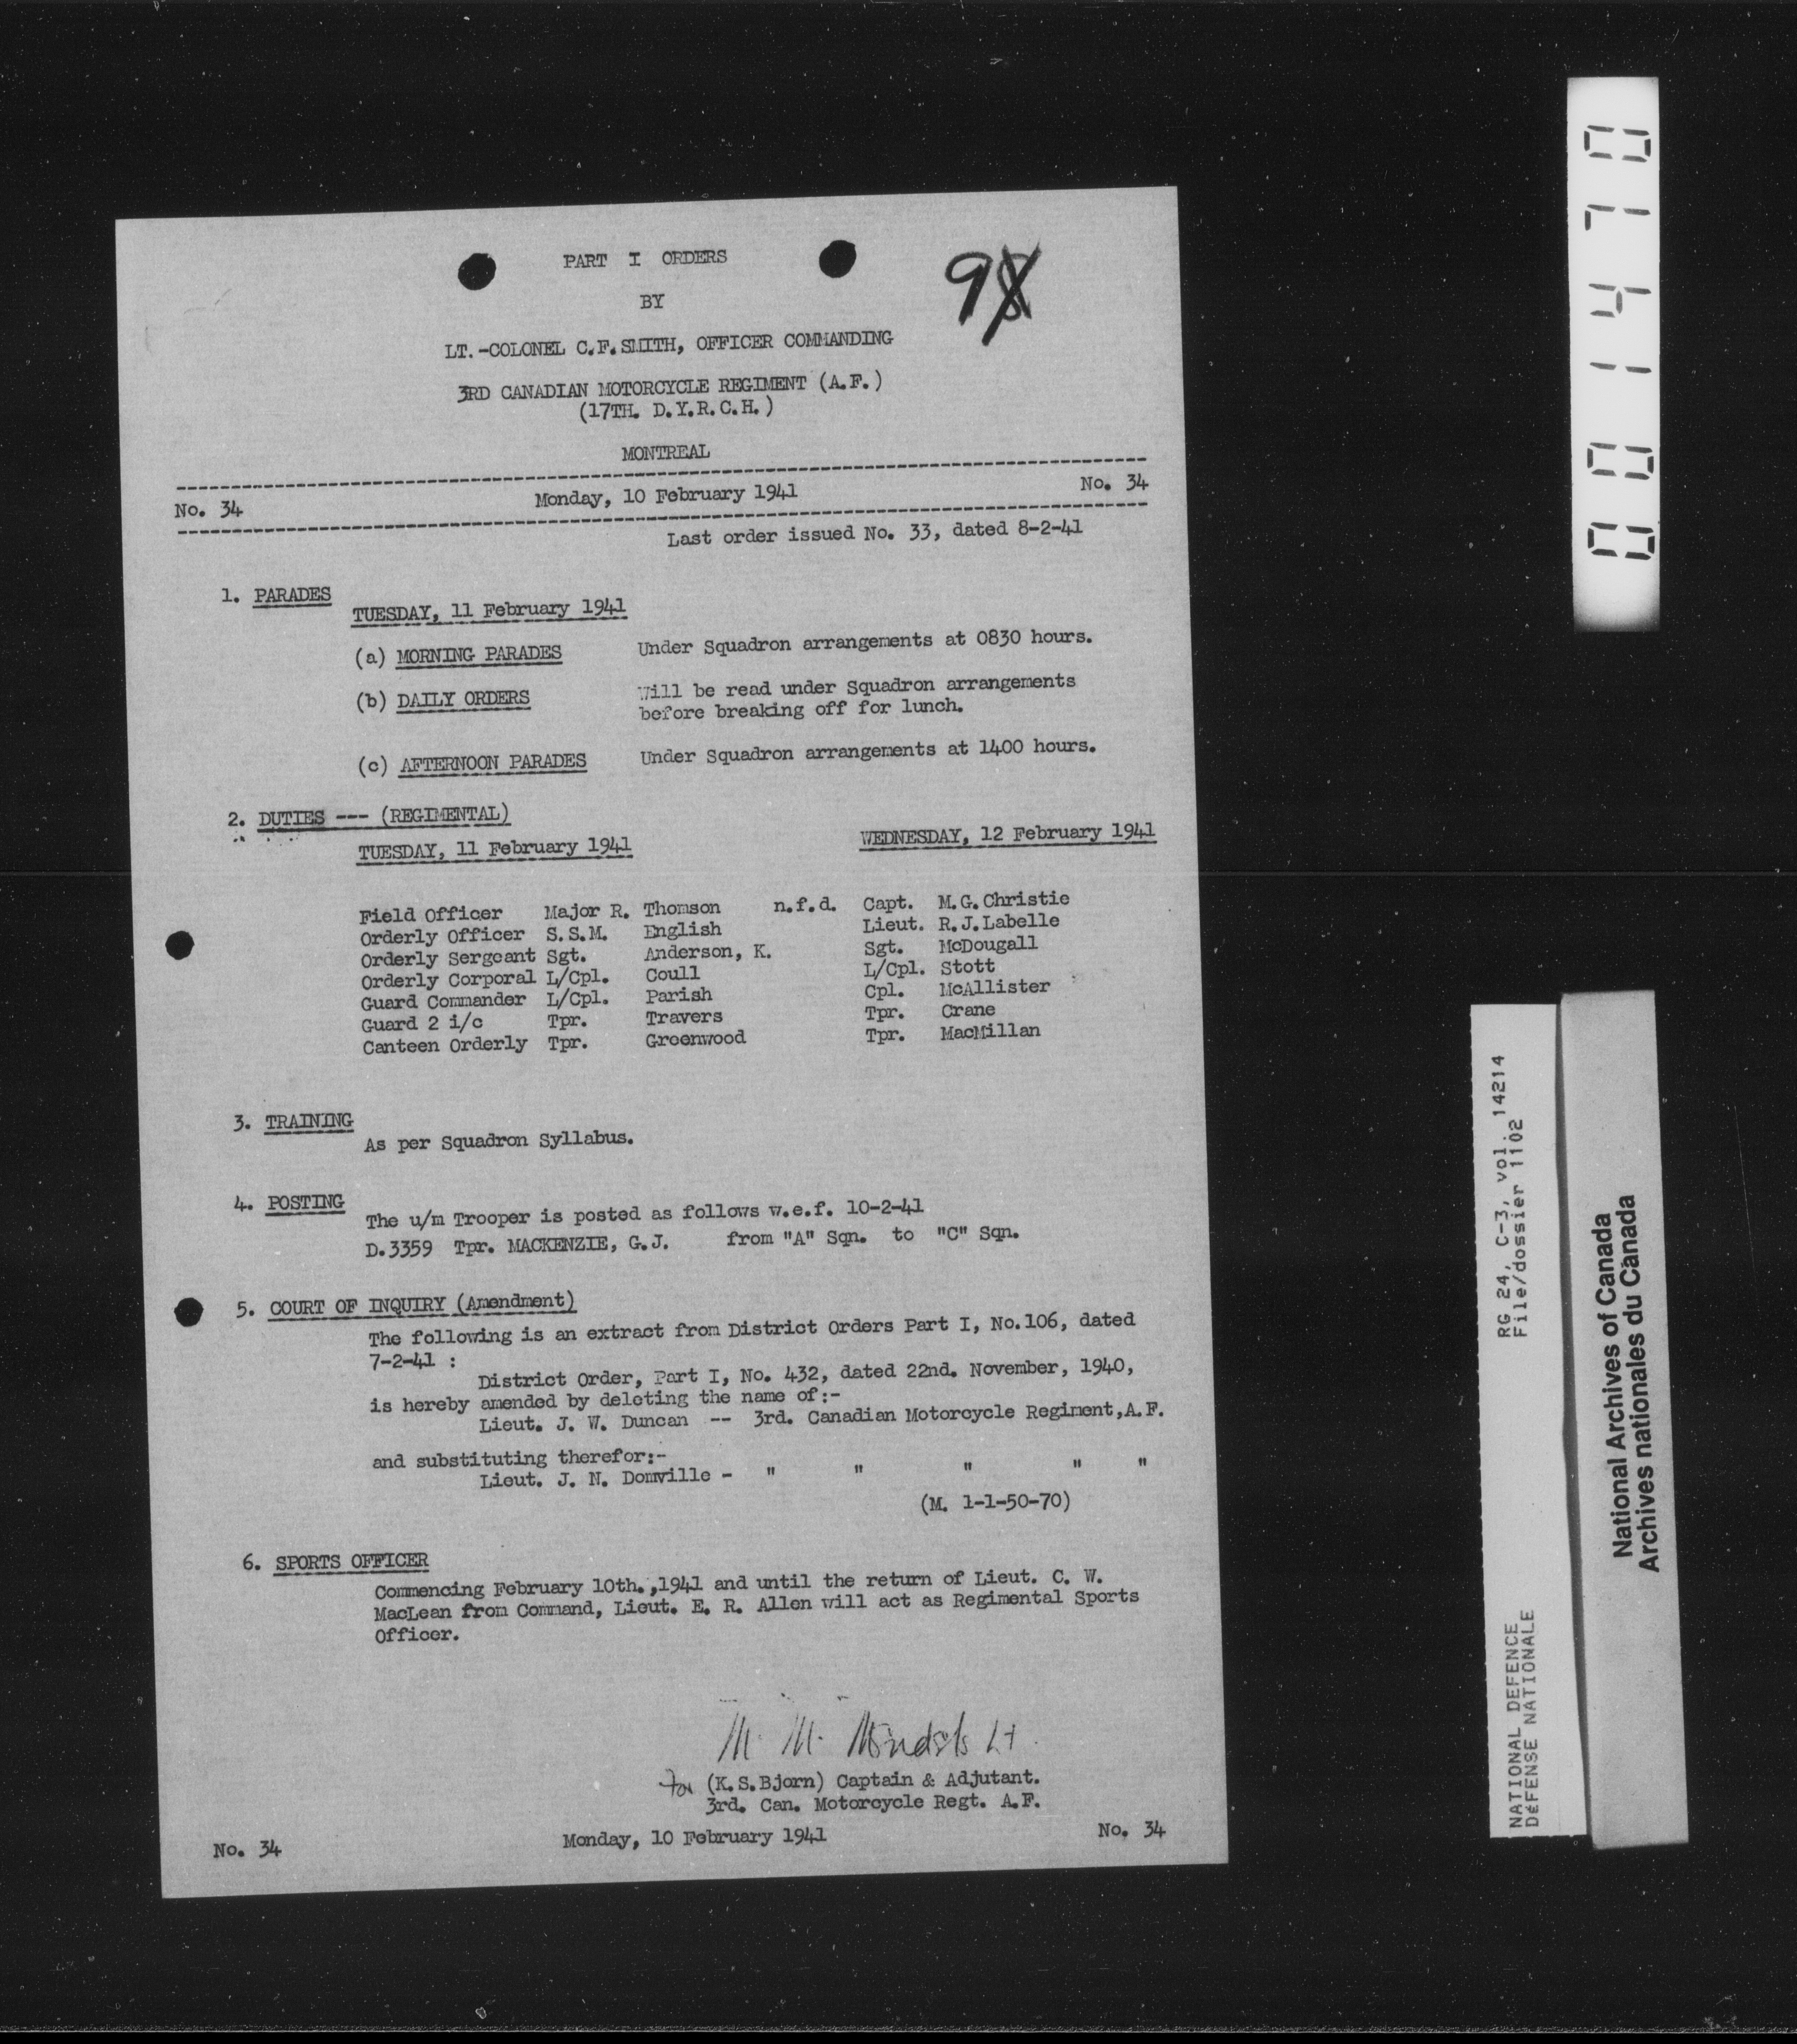 PART I ORDERS
9
BY
LT.-COLONEL C.F.SMITH, OFFICER COMMANDING
3RD CANADIAN MOTORCYCLE REGIMENT (A.F.)
(17TH. D.Y.R.C.H.)
MONTREAL
No. 34 Monday, 10 February 1941 No. 34
Last order issued No. 33, dated 8-2-41
1. PARADES
TUESDAY, 11 February 1941
(a) MORNING PARADES Under Squadron arrangements at 0830 hours.
(b) DAILY ORDERS Will be read under Squadron arrangements
before breaking off for lunch.
(c) AFTERNOON PARADES Under Squadron arrangements at 1400 hours.
2. DUTIES --- (REGIMENTAL)
TUESDAY, 11 February 1941 WEDNESDAY, 12 February 1941
Field Officer Major R. Thomson n.f.d. Capt. M.G.Christie
Orderly Officer S.S.M. English Lieut. R.J.Labelle
Orderly Sergeant Sgt. Anderson, K. Sgt. McDougall
Orderly Corporal L/Cpl. Coull L/Cpl. Stott
Guard Commander L/Cpl. Parish Cpl. McAllister
Guard 2 i/c Tpr. Travers Tpr. Crane
Canteen Orderly Tpr. Greenwood Tpr. MacMillan
3. TRAINING
As per Squadron Syllabus.
4. POSTING
The u/m Trooper is posted as follows w.e.f. 10-2-41
D.3359 Tpr. MACKENZIE, G.J. from "A" Sqn. to "C" Sqn.
5. COURT OF INQUIRY (Amendment)
The following is an extract from District Orders Part I, No.106, dated
7-2-41 :
District Order, Part I, No. 432, dated 22nd. November, 1940,
is hereby amended by deleting the name of:-
Lieut. J. W. Duncan -- 3rd. Canadian Motorcycle Regiment,A.F.
and substituting therefor:-
Lieut. J. N. Domville - " " " " "
(M. 1-1-50-70)
6. SPORTS OFFICER
Commencing February 10th.,1941 and until the return of Lieut. C. W.
MacLean from Command, Lieut. E. R. Allen will act as Regimental Sports
Officer.
M. M. Lt.
for (K.S.Bjorn) Captain & Adjutant.
3rd. Can. Motorcycle Regt. A.F.
No. 34 Monday, 10 February 1941 No. 34
0001470
RG 24, C-3, vol. 14214
File/dossier 1102
NATIONAL DEFENCE
DéFENSE NATIONALE
National Archives of Canada
Archives nationales du Canada